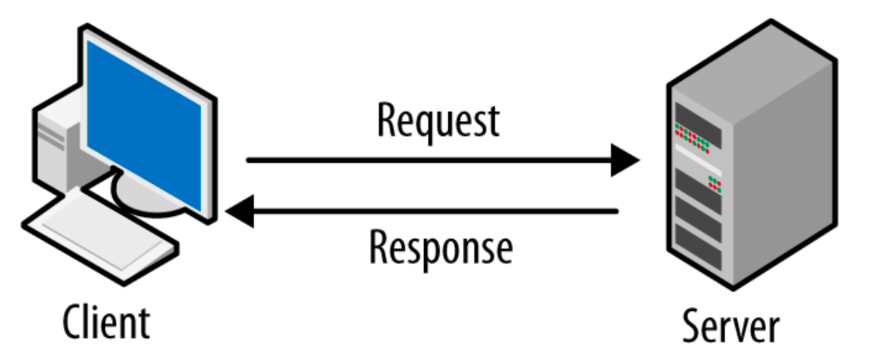 Request
Response
Client
Server